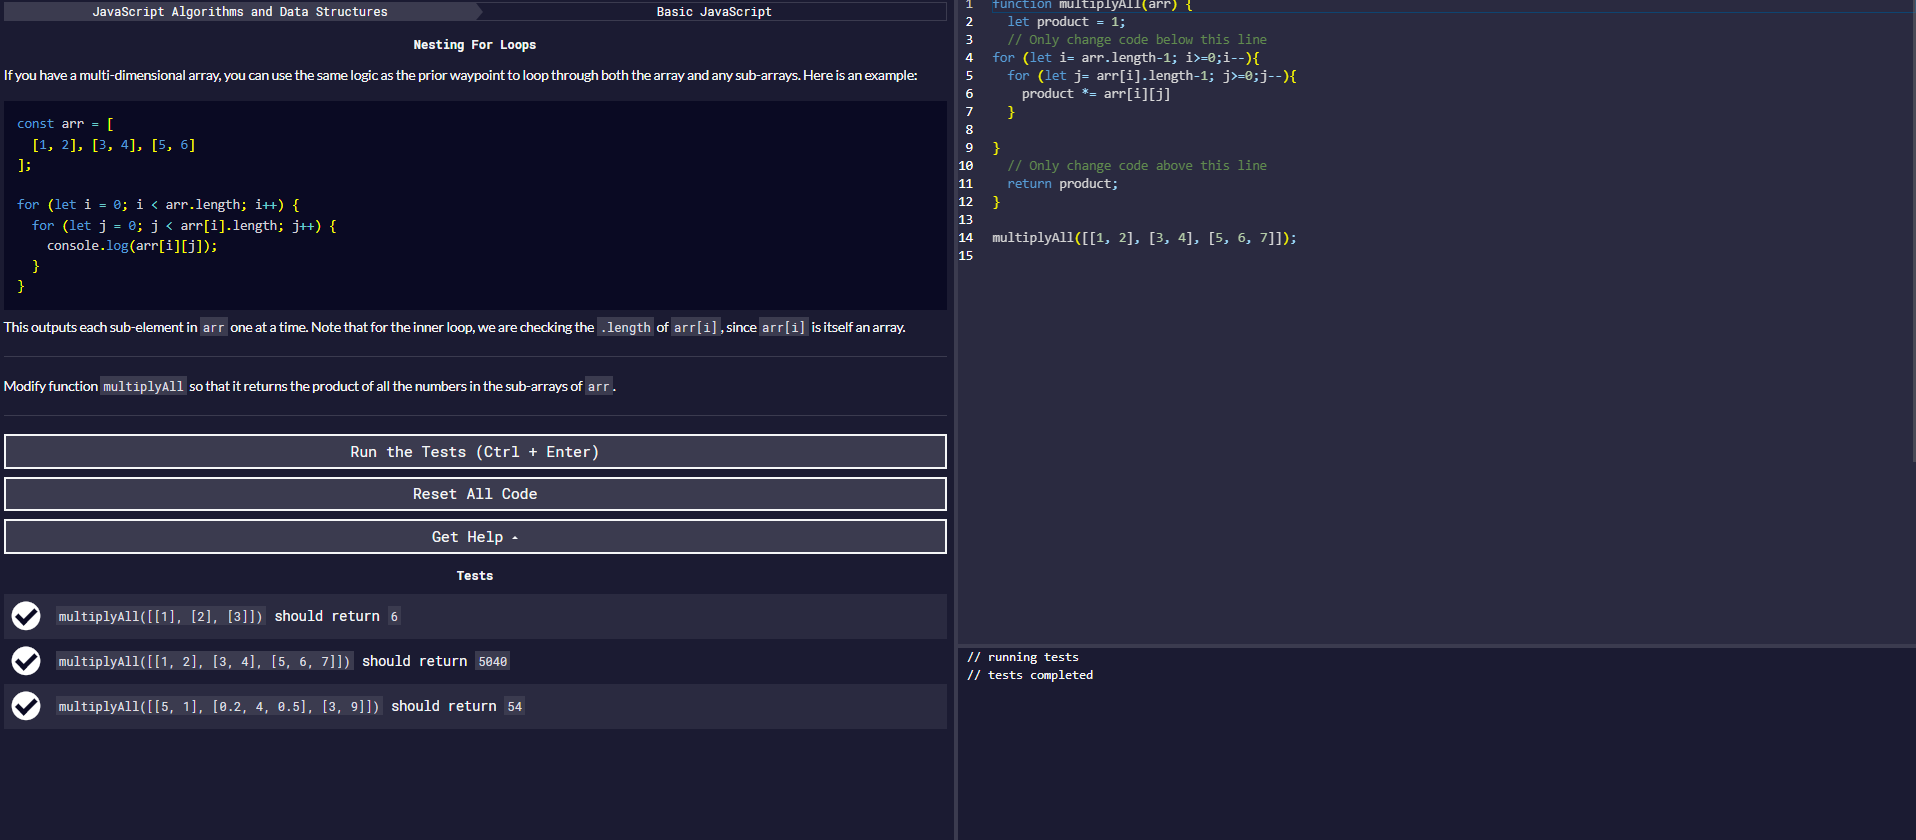 JavaScript Algorithms and Data Structures
Basic JavaScript
Nesting For Loops
If you have a multi-dimensional array, you can use the same logic as the prior waypoint to loop through both the array and any sub-arrays. Here is an example:
const arr = [
  [1, 2], [3, 4], [5, 6]
];
for (let i = 0; i < arr.length; i++) {
  for (let j = 0; j < arr[i].length; j++) {
    console.log(arr[i][j]);
  }
}
This outputs each sub-element in arr one at a time. Note that for the inner loop, we are checking the .length of arr[i], since arr[i] is itself an array.
Modify function multiplyAll so that it returns the product of all the numbers in the sub-arrays of arr.
Run the Tests (Ctrl + Enter)
Reset All Code
Get Help
Tests
multiplyAll([[1], [2], [3]]) should return 6
multiplyAll([[1, 2], [3, 4], [5, 6, 7]]) should return 5040
multiplyAll([[5, 1], [0.2, 4, 0.5], [3, 9]]) should return 54
1 function multiplyAll(arr) {
2   let product = 1;
3   // Only change code below this line
4 for (let i= arr.length-1; i>=0;i--){
5   for (let j= arr[i].length-1; j>=0;j--){
6     product *= arr[i][j]
7   }
8
9 }
10   // Only change code above this line
11   return product;
12 }
13
14 multiplyAll([[1, 2], [3, 4], [5, 6, 7]]);
15
// running tests
// tests completed